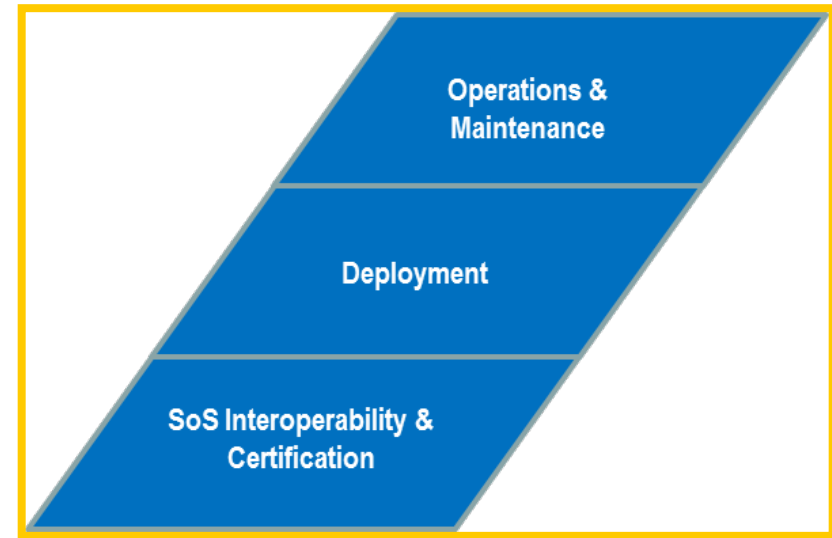 Operations &
Maintenance
Deployment
SoS Interoperability &
Certification